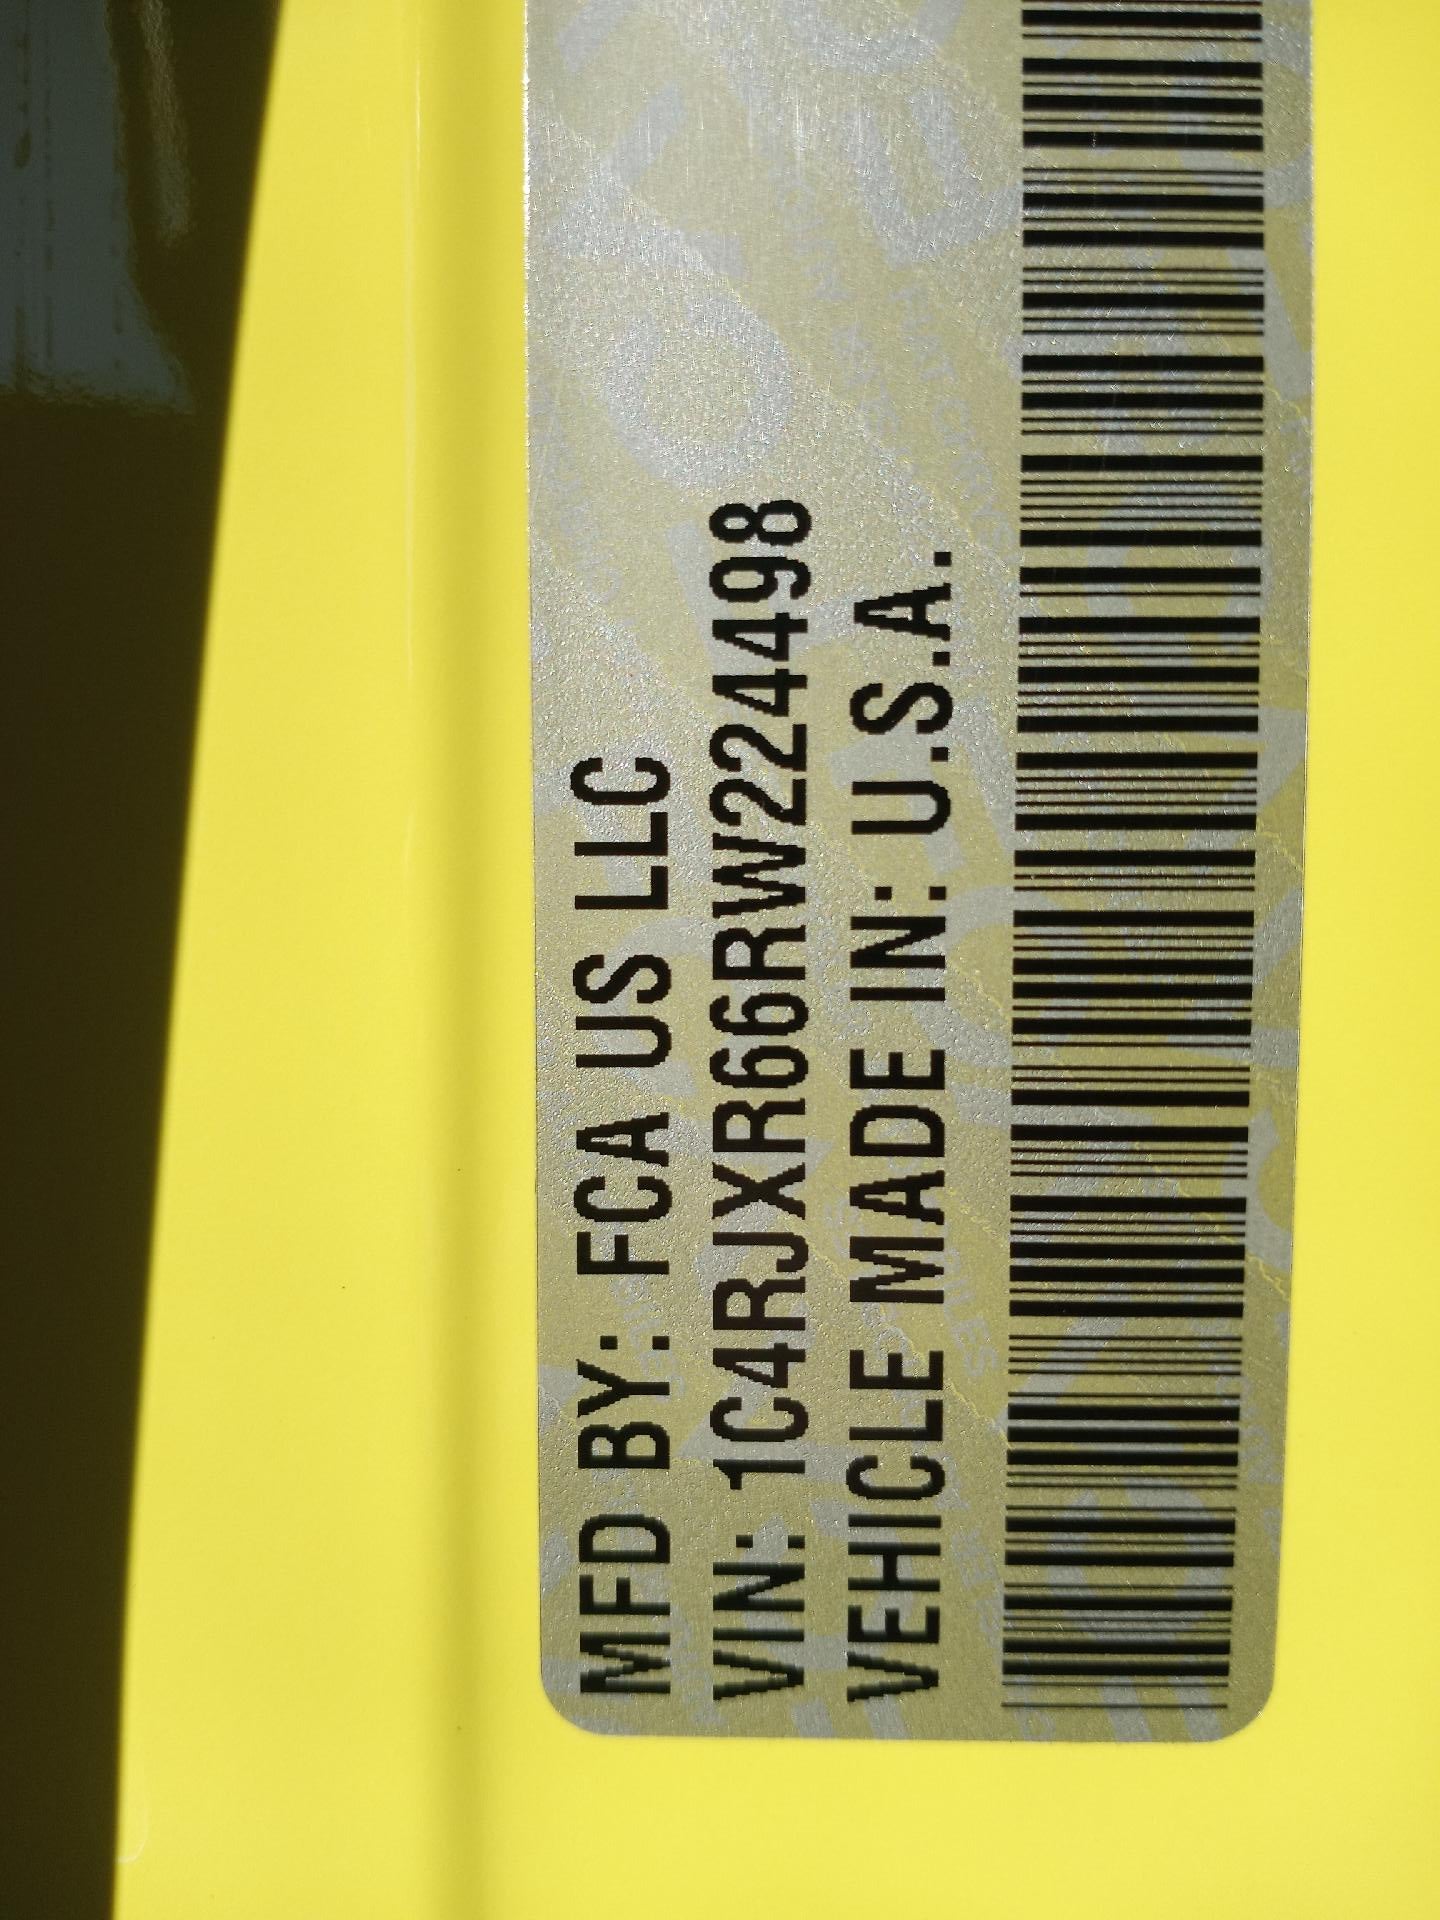 MFD BY: FCA US LLC
VIN: 1C4RJXR66RW224498
VEHICLE MADE IN: U.S.A.